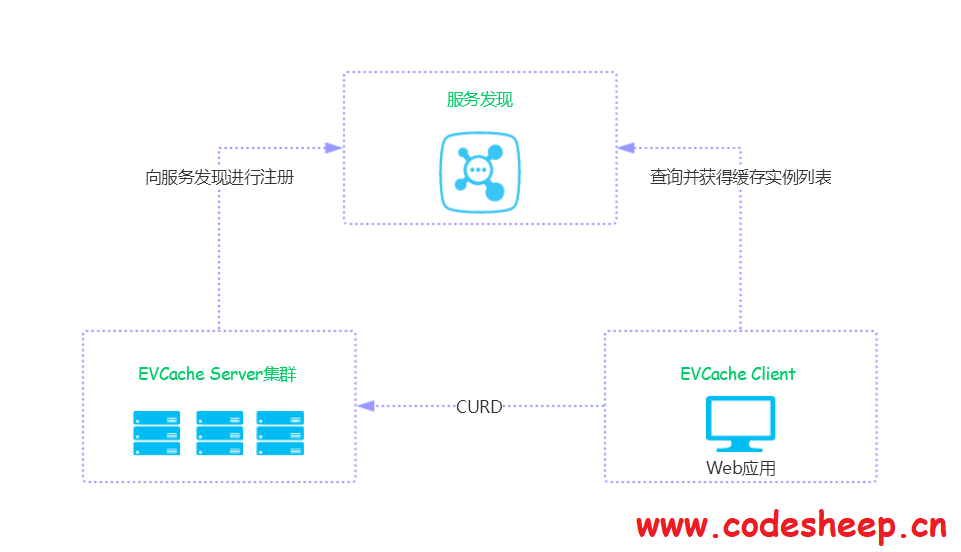 服务发现
向服务发现进行注册
查询并获得缓存实例列表
EVCache Server集群
EVCache Client
CURD
Web应用
www.codesheep.cn